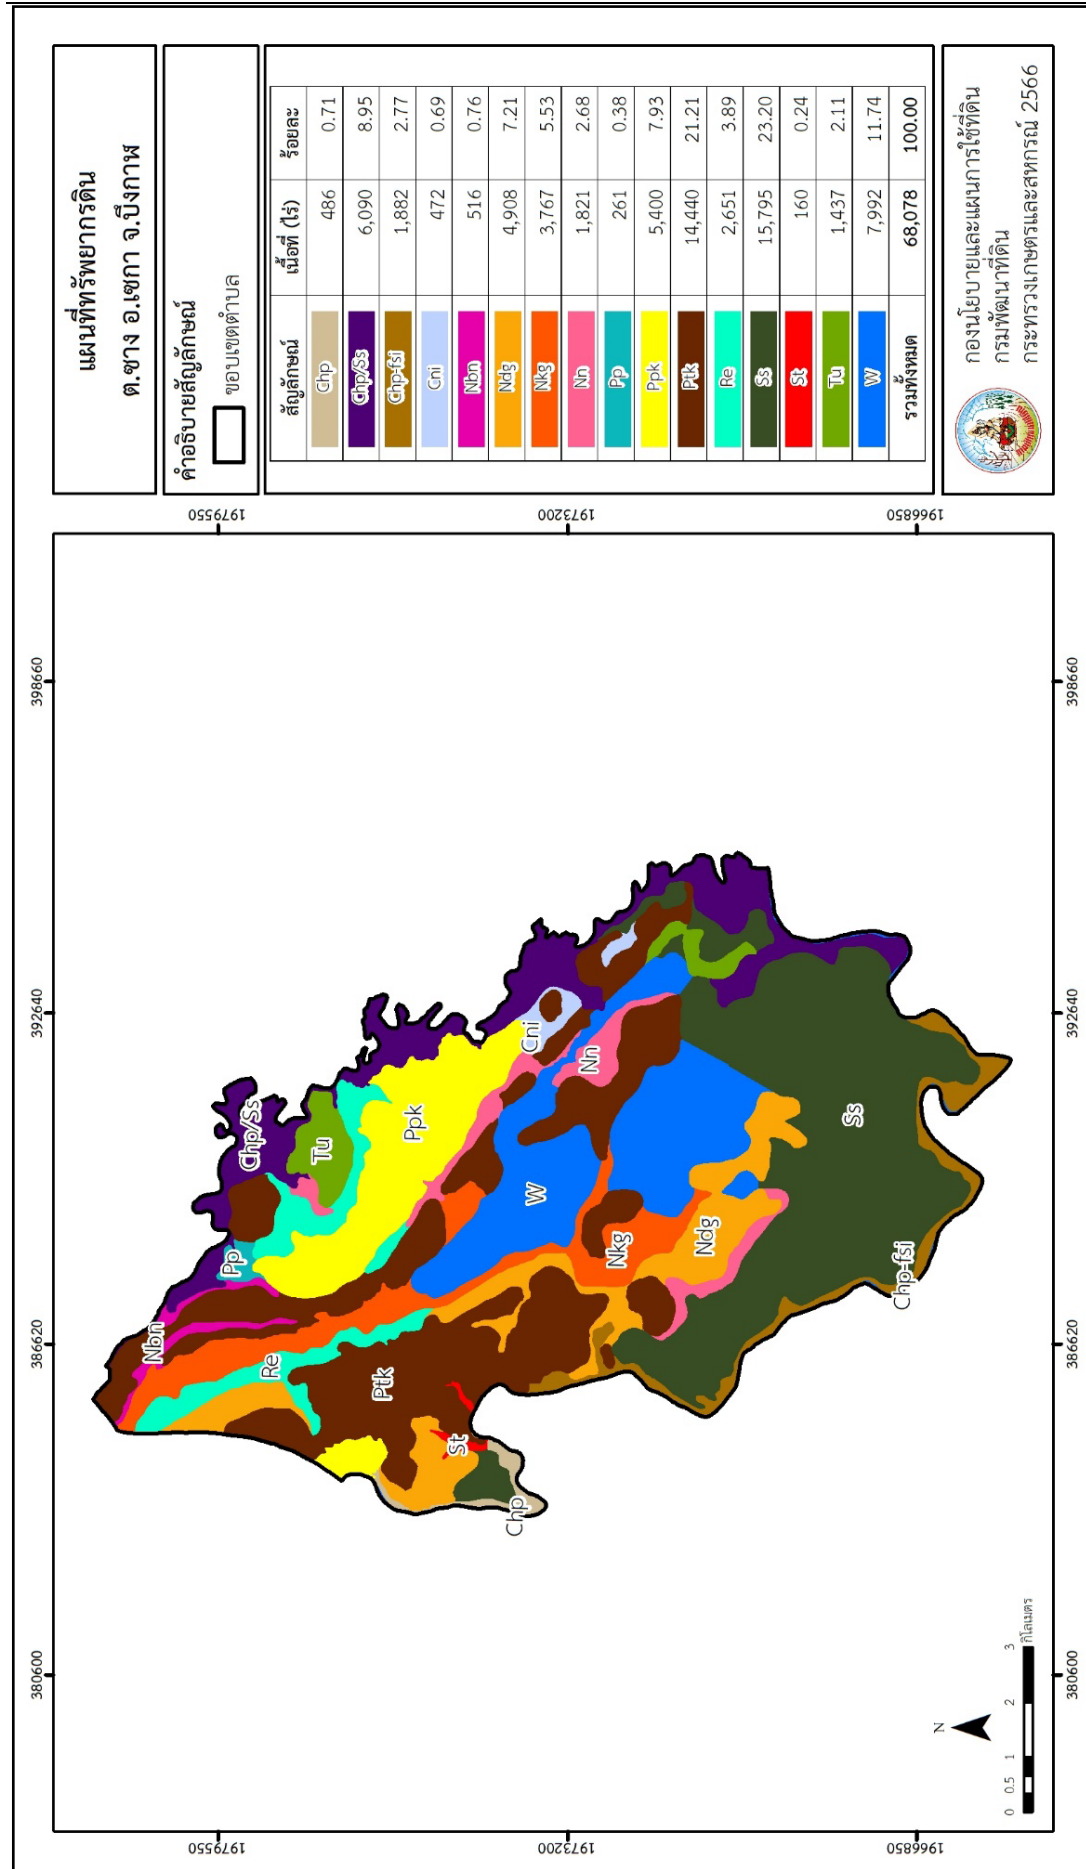 แผนที่ทรัพยากรดิน
ต.ซาง อ.เซกา จ.บึงกาฬ
คำอธิบายสัญลักษณ์
ขอบเขตตำบล
สัญลักษณ์ เนื้อที่ (ไร่) ร้อยละ
Chp 486 0.71
Chp/Ss 6,090 8.95
Chp-fsi 1,882 2.77
Cni 472 0.69
Nbn 516 0.76
Ndg 4,908 7.21
Nkg 3,767 5.53
Nn 1,821 2.68
Pp 261 0.38
Ppk 5,400 7.93
Ptk 14,440 21.21
Re 2,651 3.89
Ss 15,795 23.20
St 160 0.24
Tu 1,437 2.11
W 7,992 11.74
รวมทั้งหมด 68,078 100.00
กองนโยบายและแผนการใช้ที่ดิน
กรมพัฒนาที่ดิน
กระทรวงเกษตรและสหกรณ์ 2566
380600
386620
392640
398660
1979550
1979550
1973200
1973200
1966850
1966850
Nbn
Pp
Chp/Ss
Re
Tu
Ptk
Ppk
St
Chp
W
Cni
Nn
Nkg
Ndg
Ss
Chp-fsi
N
0 0.5 1 2 3
กิโลเมตร
380600
386620
392640
398660